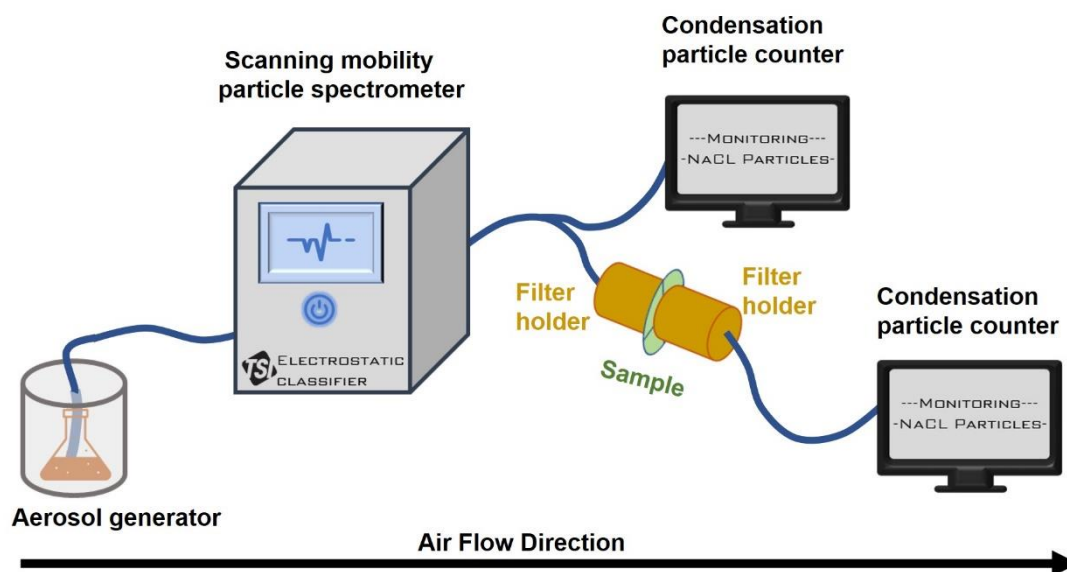 Condensation
particle counter
Scanning mobility
particle spectrometer
---Monitoring---
-NaCL Particles-
Filter
holder
Filter
holder
Condensation
particle counter
Sample
TSI Electrostatic
classifier
---Monitoring---
-NaCL Particles-
Aerosol generator
Air Flow Direction